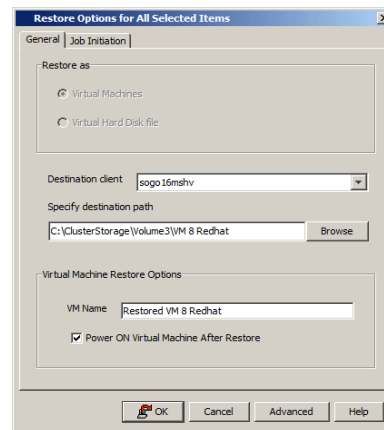 Restore Options for All Selected Items
General Job Initiation
Restore as
Virtual Machines
Virtual Hard Disk file
Destination client sogo16mshv
Specify destination path
C:\ClusterStorage\Volume3\VM 8 Redhat Browse
Virtual Machine Restore Options
VM Name Restored VM 8 Redhat
Power ON Virtual Machine After Restore
OK Cancel Advanced Help